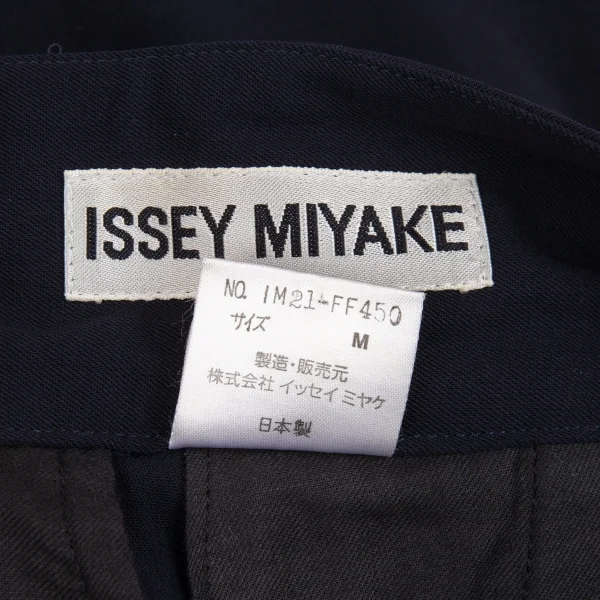 ISSEY MIYAKE
NO. IM21-FF450
サイズ
M
製造・販売元
株式会社 イッセイ ミヤケ
日本製